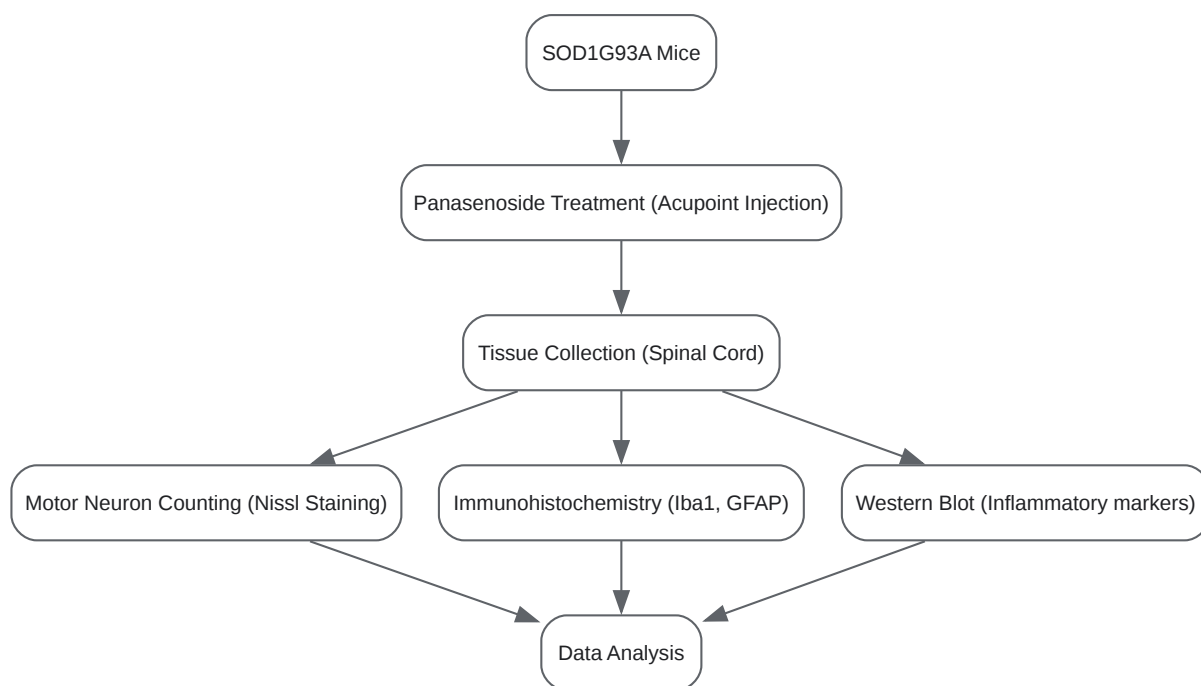 SOD1G93A Mice
Panasenoside Treatment (Acupoint Injection)
Tissue Collection (Spinal Cord)
Motor Neuron Counting (Nissl Staining)
Immunohistochemistry (Iba1, GFAP)
Western Blot (Inflammatory markers)
Data Analysis